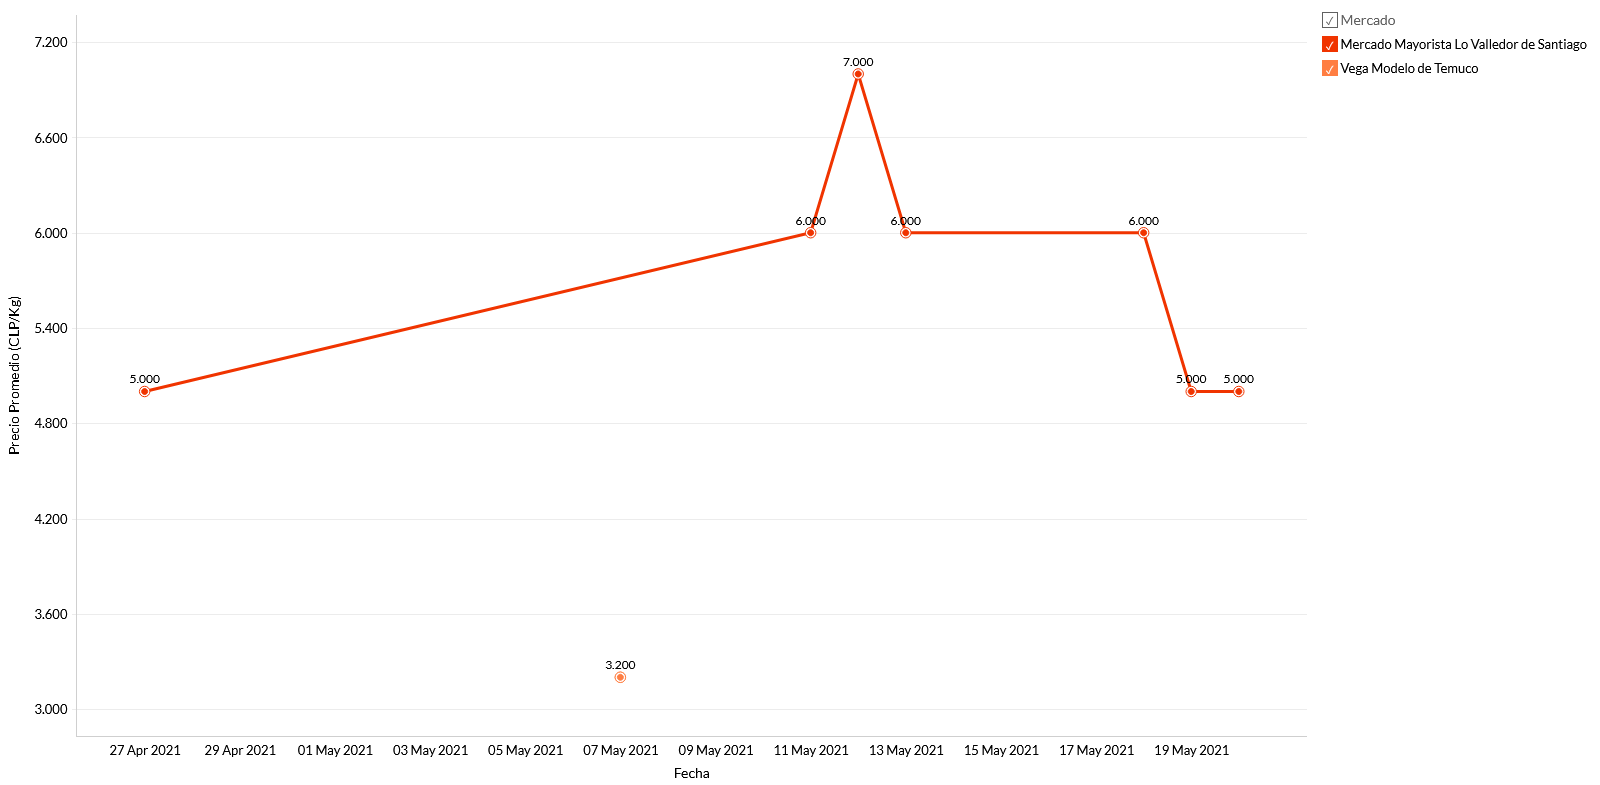 Mercado
Mercado Mayorista Lo Valledor de Santiago
Vega Modelo de Temuco
7.200
6.600
6.000
5.400
4.800
4.200
3.600
3.000
Precio Promedio (CLP/Kg)
5.000
6.000
7.000
6.000
6.000
5.000
5.000
3.200
27 Apr 2021
29 Apr 2021
01 May 2021
03 May 2021
05 May 2021
07 May 2021
09 May 2021
11 May 2021
13 May 2021
15 May 2021
17 May 2021
19 May 2021
Fecha